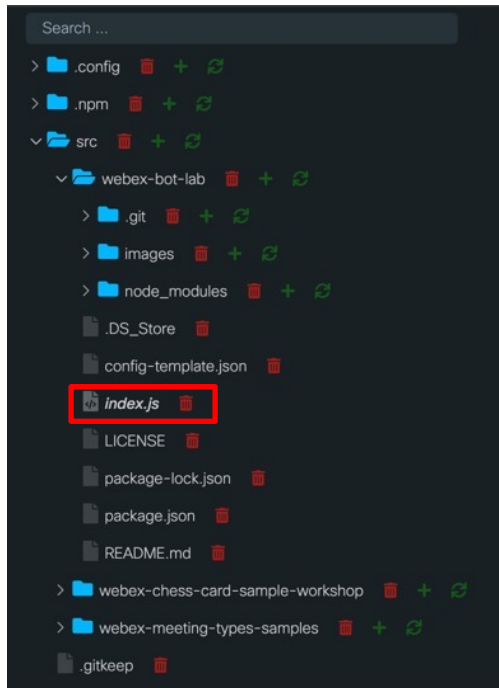 Search ...
.config
.npm
src
webex-bot-lab
.git
images
node_modules
.DS_Store
config-template.json
index.js
LICENSE
package-lock.json
package.json
README.md
webex-chess-card-sample-workshop
webex-meeting-types-samples
.gitkeep